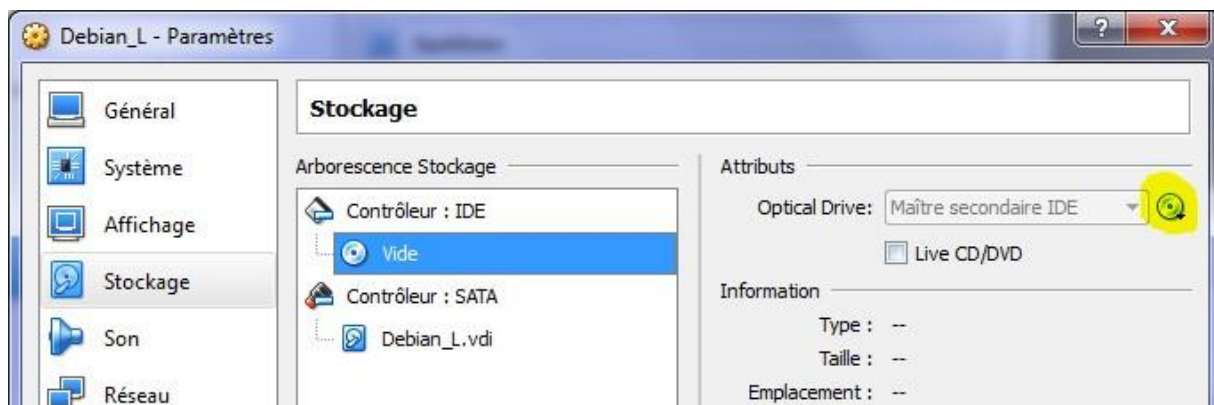 Debian_L - Paramètres
?
X
Général
Système
Affichage
Stockage
Son
Réseau
Stockage
Arborescence Stockage
Contrôleur : IDE
Vide
Contrôleur : SATA
Debian_L.vdi
Attributs
Optical Drive: Maître secondaire IDE
Live CD/DVD
Information
Type : --
Taille : --
Emplacement : --